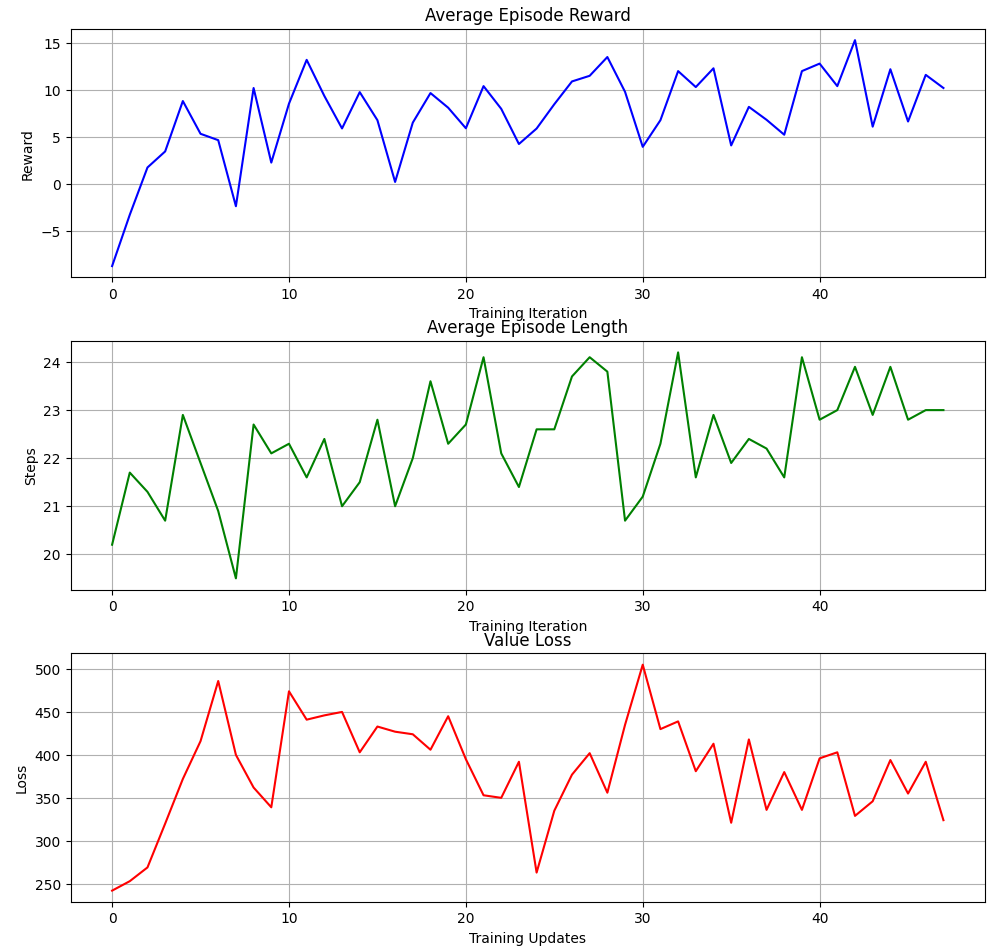 Average Episode Reward
15
10
5
0
−5
Reward
0 10 20 30 40
Training Iteration
Average Episode Length
24
23
22
21
20
Steps
0 10 20 30 40
Training Iteration
Value Loss
500
450
400
350
300
250
Loss
0 10 20 30 40
Training Updates